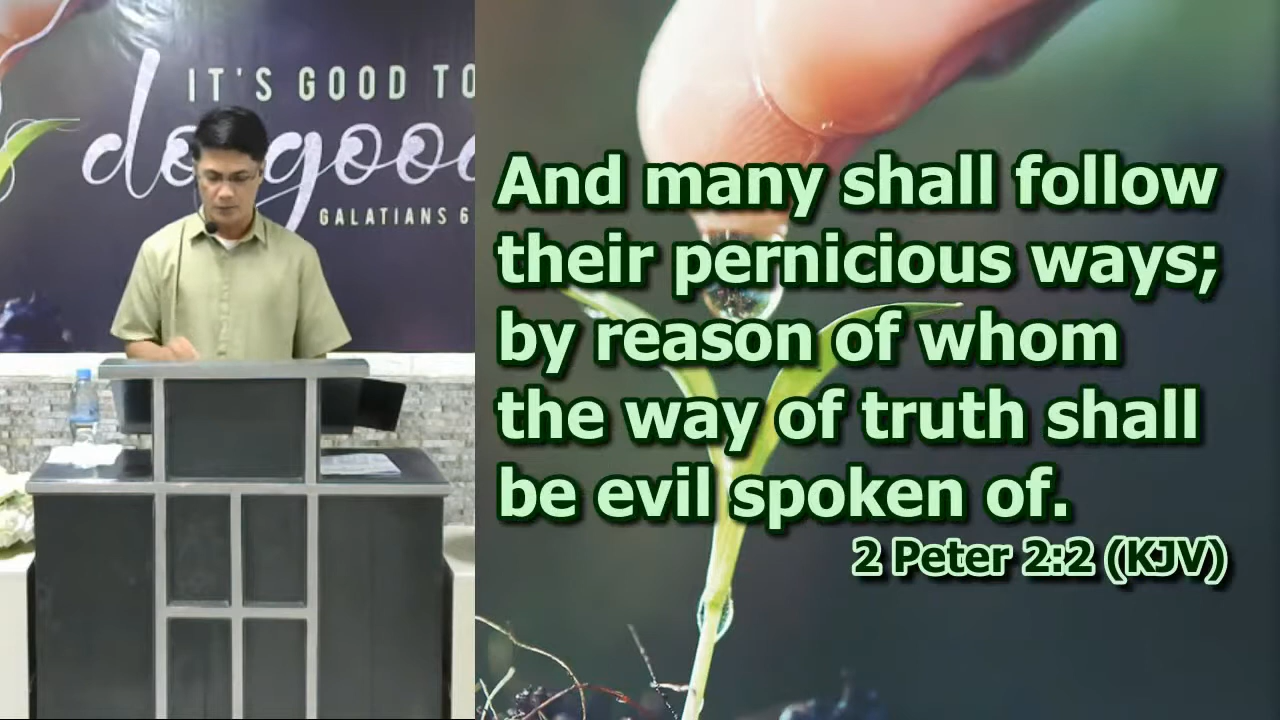 IT'S GOOD TO
do good
GALATIANS 6
And many shall follow
their pernicious ways;
by reason of whom
the way of truth shall
be evil spoken of.
2 Peter 2:2 (KJV)